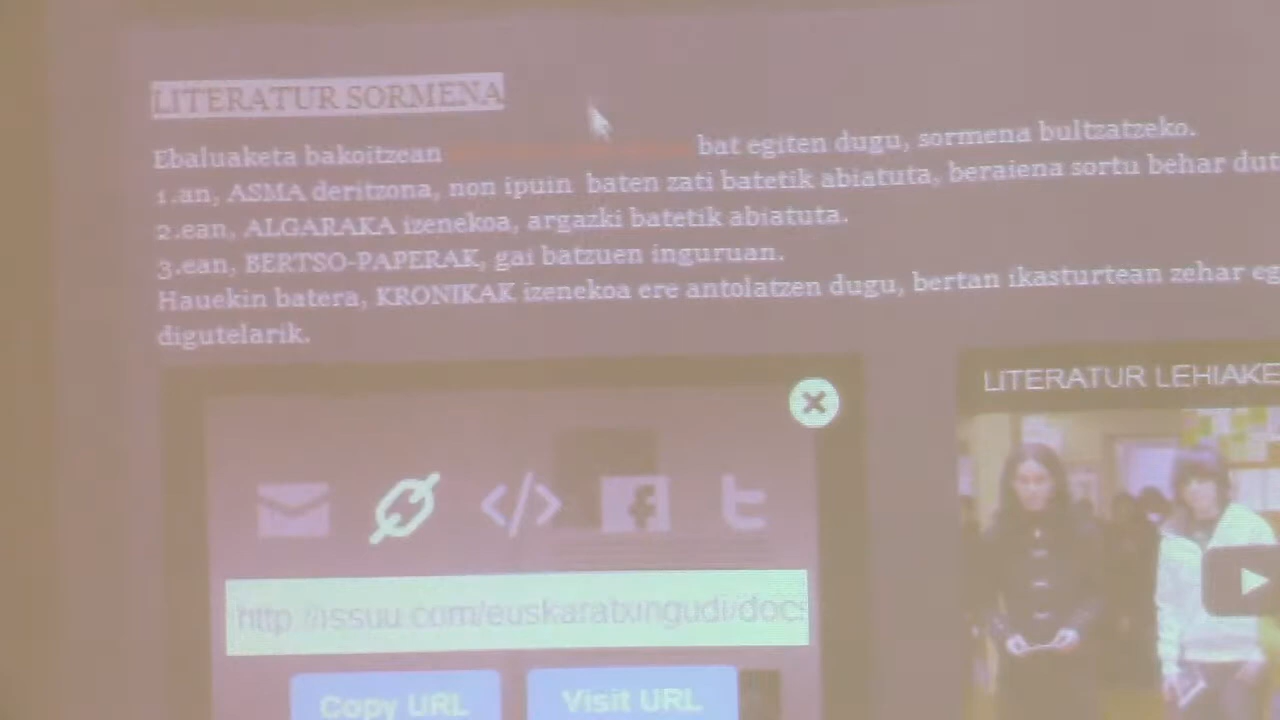 LITERATUR SORMENA
Ebaluaketa bakoitzean bat egiten dugu, sormena bultzatzeko.
1.an, ASMA deritzona, non ipuin baten zati batetik abiatuta, beraiena sortu behar dut
2.ean, ALGARAKA izenekoa, argazki batetik abiatuta.
3.ean, BERTSO-PAPERAK, gai batzuen inguruan.
Hauekin batera, KRONIKAK izenekoa ere antolatzen dugu, bertan ikasturtean zehar eg
digutelarik.
LITERATUR LEHIAKE
http://issuu.com/euskaratxingudi/docs
Copy URL
Visit URL